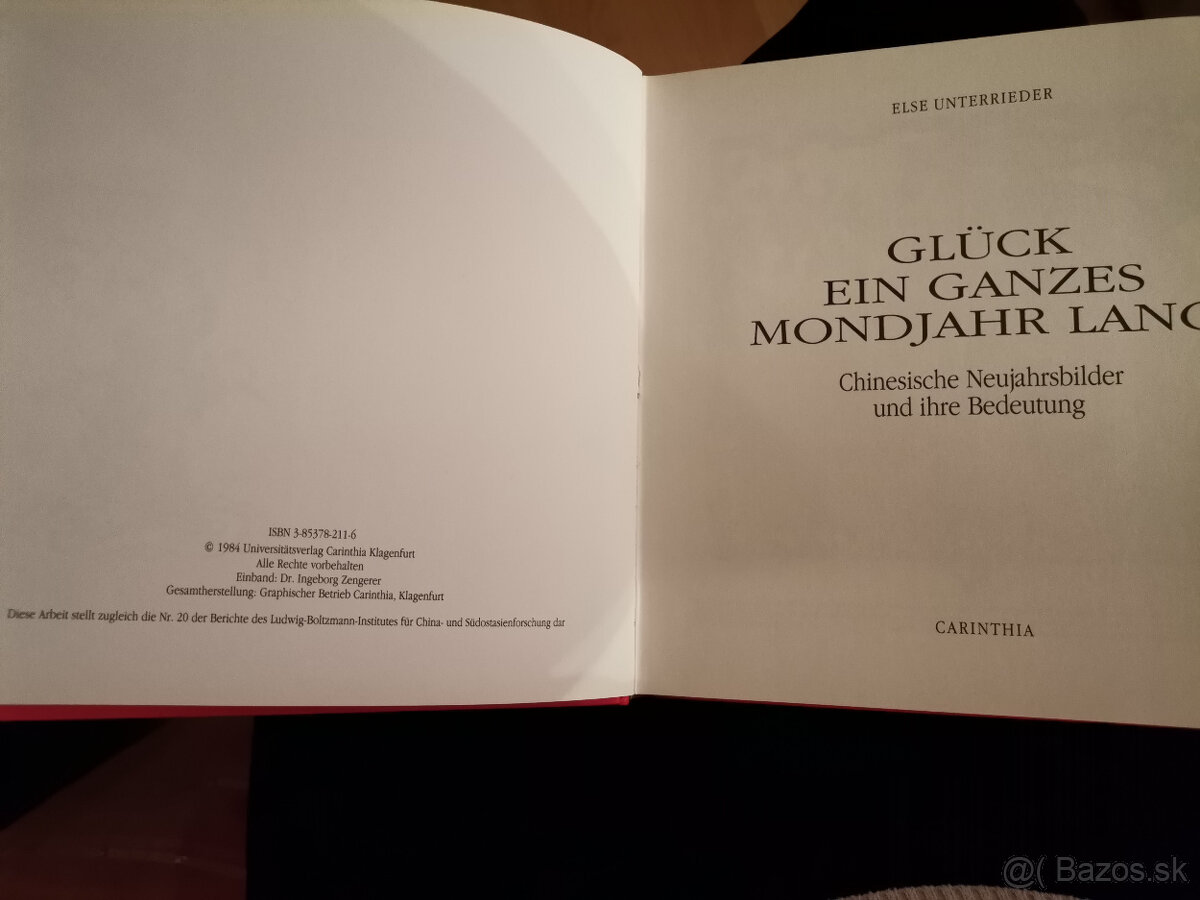 ISBN 3-85378-211-6
© 1984 Universitätsverlag Carinthia Klagenfurt
Alle Rechte vorbehalten
Einband: Dr. Ingeborg Zengerer
Gesamtherstellung: Graphischer Betrieb Carinthia, Klagenfurt
Diese Arbeit stellt zugleich die Nr. 20 der Berichte des Ludwig-Boltzmann-Institutes für China- und Südostasienforschung dar
ELSE UNTERRIEDER
GLÜCK
EIN GANZES
MONDJAHR LANG
Chinesische Neujahrsbilder
und ihre Bedeutung
CARINTHIA
@( Bazos.sk